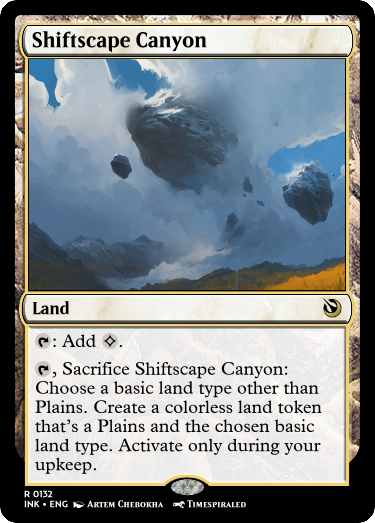 Shiftscape Canyon
Land
: Add .
, Sacrifice Shiftscape Canyon:
Choose a basic land type other than
Plains. Create a colorless land token
that's a Plains and the chosen basic
land type. Activate only during your
upkeep.
R 0132
INK • ENG Artem Chebokha Timespiraled